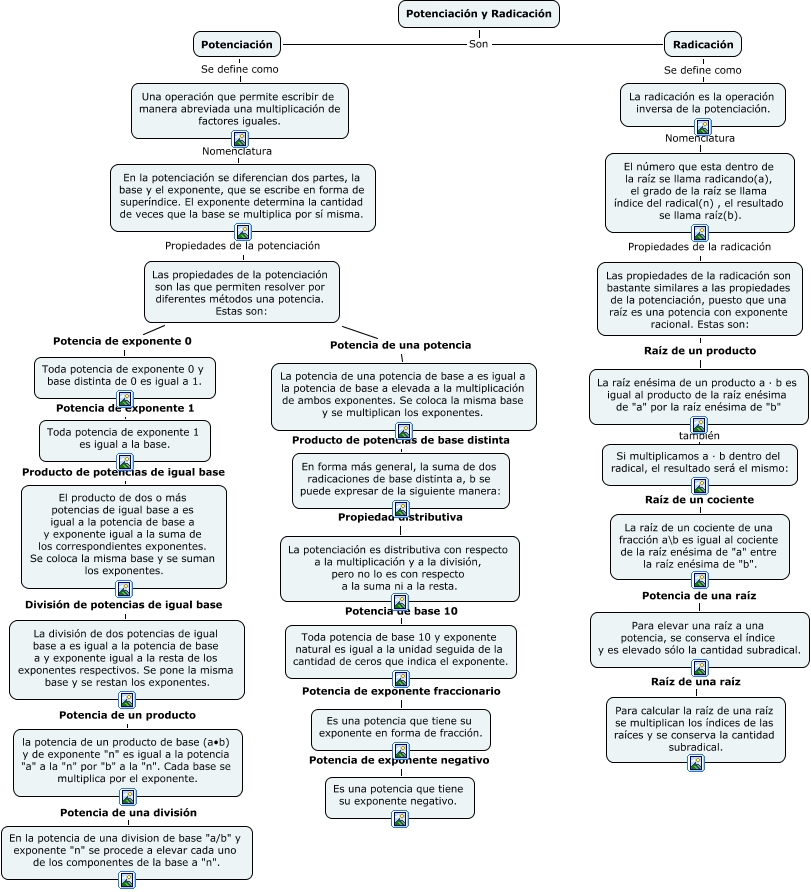 Potenciación y Radicación
Son
Potenciación
Se define como
Una operación que permite escribir de
manera abreviada una multiplicación de
factores iguales.
Nomenclatura
En la potenciación se diferencian dos partes, la
base y el exponente, que se escribe en forma de
superíndice. El exponente determina la cantidad
de veces que la base se multiplica por sí misma.
Propiedades de la potenciación
Las propiedades de la potenciación
son las que permiten resolver por
diferentes métodos una potencia.
Estas son:
Potencia de exponente 0
Toda potencia de exponente 0 y
base distinta de 0 es igual a 1.
Potencia de exponente 1
Toda potencia de exponente 1
es igual a la base.
Producto de potencias de igual base
El producto de dos o más
potencias de igual base a es
igual a la potencia de base a
y exponente igual a la suma de
los correspondientes exponentes.
Se coloca la misma base y se suman
los exponentes.
División de potencias de igual base
La división de dos potencias de igual
base a es igual a la potencia de base
a y exponente igual a la resta de los
exponentes respectivos. Se pone la misma
base y se restan los exponentes.
Potencia de un producto
la potencia de un producto de base (a•b)
y de exponente "n" es igual a la potencia
"a" a la "n" por "b" a la "n". Cada base se
multiplica por el exponente.
Potencia de una división
En la potencia de una division de base "a/b" y
exponente "n" se procede a elevar cada uno
de los componentes de la base a "n".
Potencia de una potencia
La potencia de una potencia de base a es igual a
la potencia de base a elevada a la multiplicación
de ambos exponentes. Se coloca la misma base
y se multiplican los exponentes.
Producto de potencias de base distinta
En forma más general, la suma de dos
radicaciones de base distinta a, b se
puede expresar de la siguiente manera:
Propiedad distributiva
La potenciación es distributiva con respecto
a la multiplicación y a la división,
pero no lo es con respecto
a la suma ni a la resta.
Potencia de base 10
Toda potencia de base 10 y exponente
natural es igual a la unidad seguida de la
cantidad de ceros que indica el exponente.
Potencia de exponente fraccionario
Es una potencia que tiene su
exponente en forma de fracción.
Potencia de exponente negativo
Es una potencia que tiene
su exponente negativo.
Radicación
Se define como
La radicación es la operación
inversa de la potenciación.
Nomenclatura
El número que esta dentro de
la raíz se llama radicando(a),
el grado de la raíz se llama
índice del radical(n) , el resultado
se llama raíz(b).
Propiedades de la radicación
Las propiedades de la radicación son
bastante similares a las propiedades
de la potenciación, puesto que una
raíz es una potencia con exponente
racional. Estas son:
Raíz de un producto
La raíz enésima de un producto a · b es
igual al producto de la raíz enésima
de "a" por la raíz enésima de "b"
también
Si multiplicamos a · b dentro del
radical, el resultado será el mismo:
Raíz de un cociente
La raíz de un cociente de una
fracción a\b es igual al cociente
de la raíz enésima de "a" entre
la raíz enésima de "b".
Potencia de una raíz
Para elevar una raíz a una
potencia, se conserva el índice
y es elevado sólo la cantidad subradical.
Raíz de una raíz
Para calcular la raíz de una raíz
se multiplican los índices de las
raíces y se conserva la cantidad
subradical.